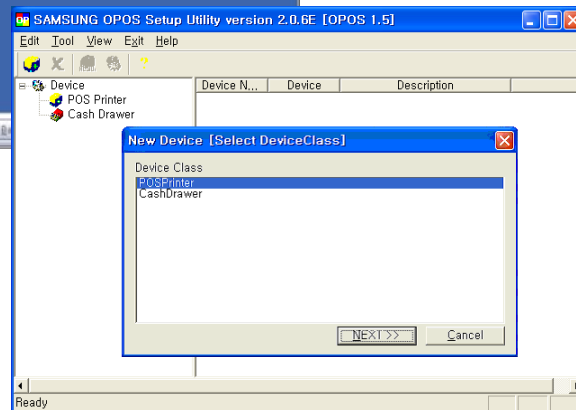 SAMSUNG OPOS Setup Utility version 2.0.6E [OPOS 1.5]
Edit Tool View Exit Help
Device
POS Printer
Cash Drawer
Device N... Device Description
New Device [Select DeviceClass]
Device Class
POSPrinter
CashDrawer
NEXT>> Cancel
Ready